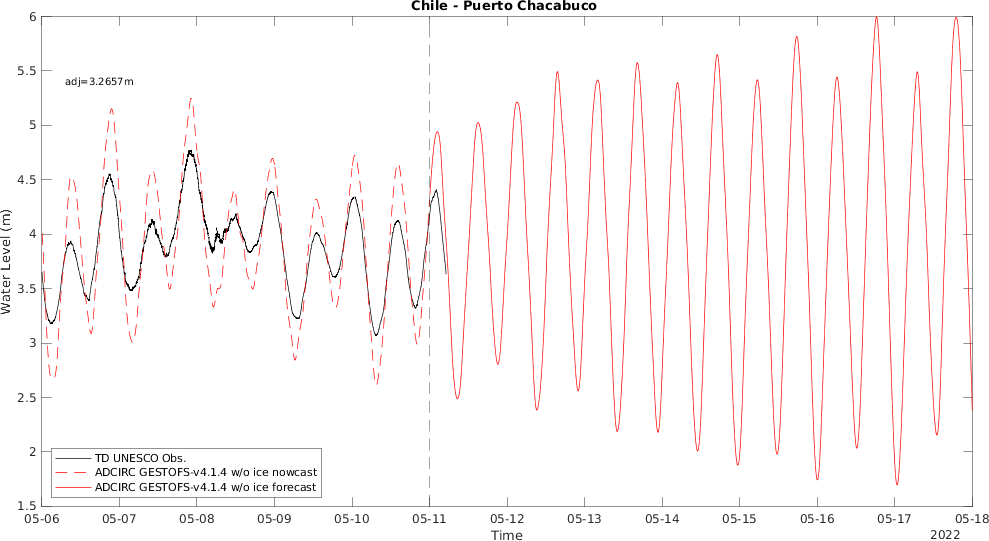 Chile - Puerto Chacabuco
adj=3.2657m
6
5.5
5
4.5
4
3.5
3
2.5
2
1.5
Water Level (m)
TD UNESCO Obs.
ADCIRC GESTOFS-v4.1.4 w/o ice nowcast
ADCIRC GESTOFS-v4.1.4 w/o ice forecast
05-06 05-07 05-08 05-09 05-10 05-11 05-12 05-13 05-14 05-15 05-16 05-17 05-18
Time
2022